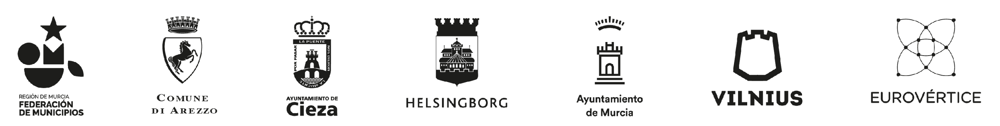 REGIÓN DE MURCIA
FEDERACIÓN
DE MUNICIPIOS
COMUNE
DI AREZZO
LA PUENTE
POR PASAR
NOS DIERON
LA MUERTE
AYUNTAMIENTO DE
Cieza
HELSINGBORG
Ayuntamiento
de Murcia
VILNIUS
EUROVÉRTICE